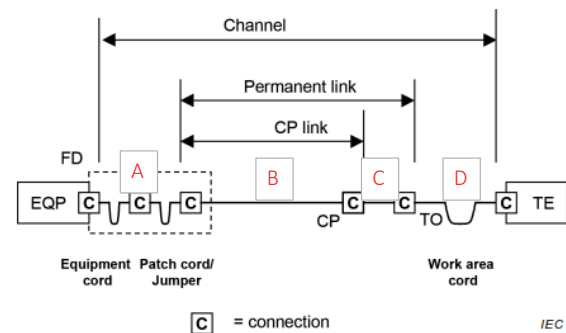 Channel
Permanent link
CP link
FD
A
B
C
D
EQP
C
C
C
C
C
C
TE
CP
TO
Equipment
cord
Patch cord/
Jumper
Work area
cord
C = connection
IEC